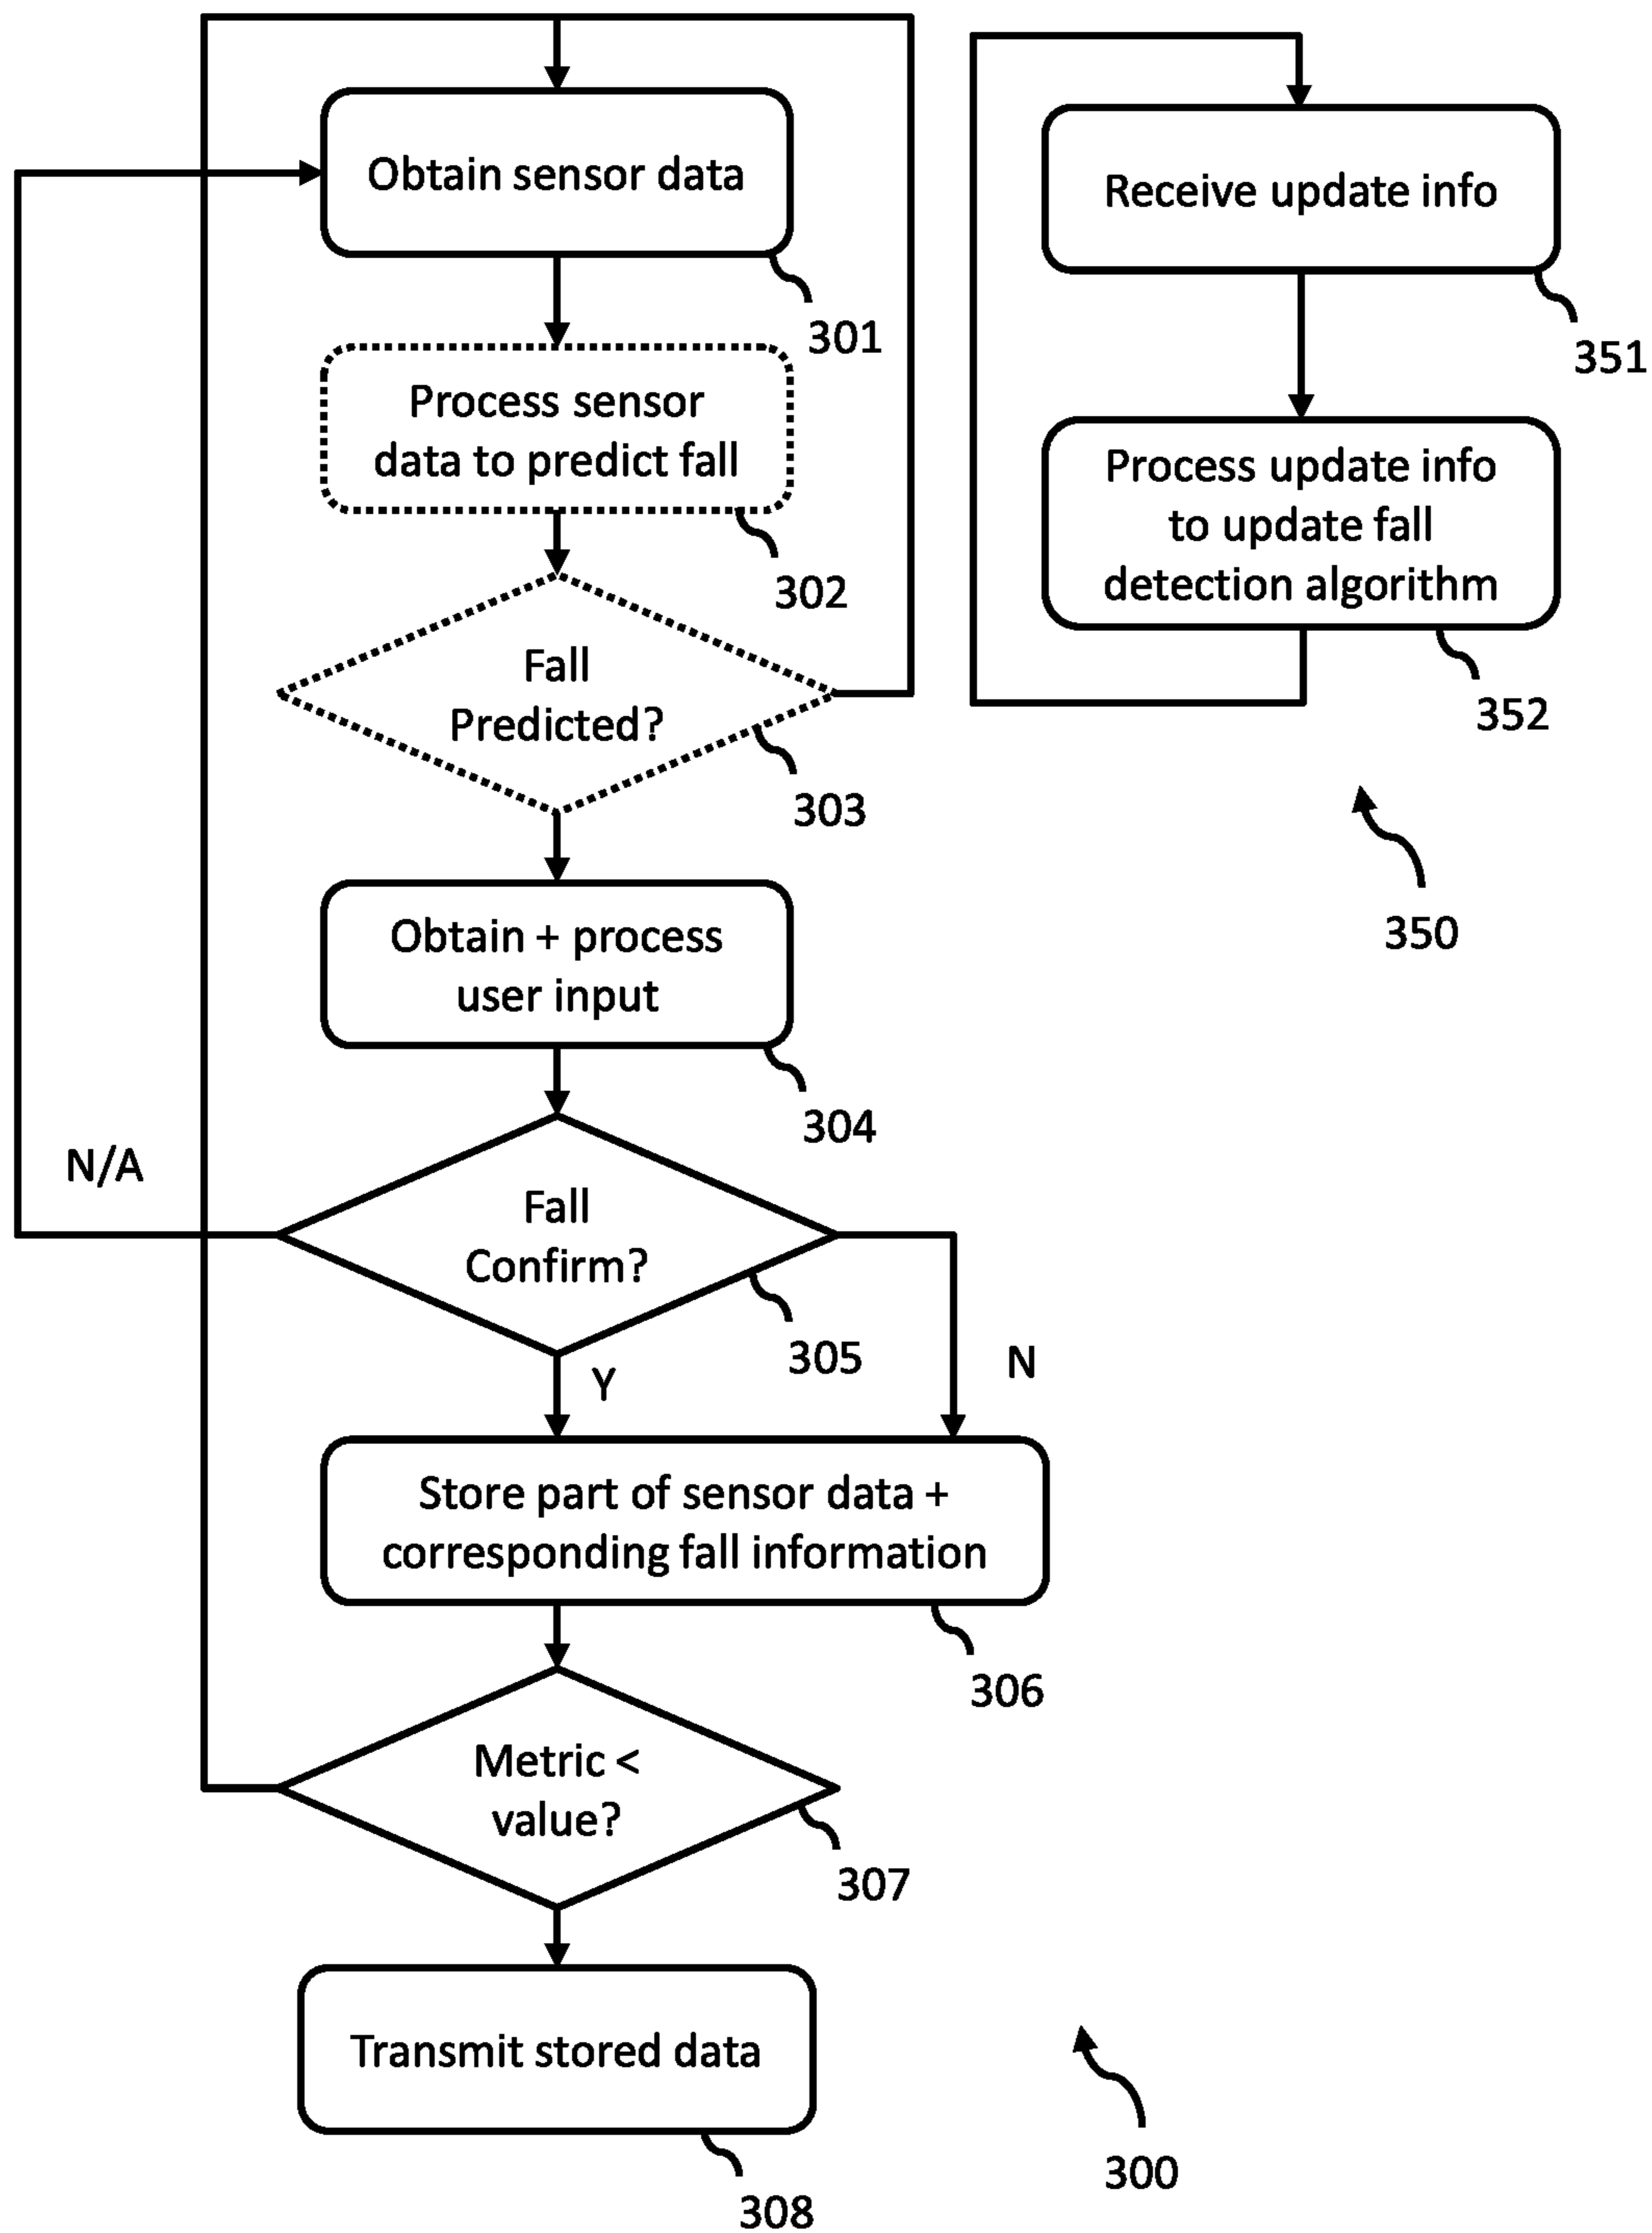 Obtain sensor data
301
Process sensor
data to predict fall
302
Fall
Predicted?
303
Obtain + process
user input
304
N/A
Fall
Confirm?
305
Y
N
Store part of sensor data +
corresponding fall information
306
Metric <
value?
307
Transmit stored data
308
300
Receive update info
351
Process update info
to update fall
detection algorithm
352
350